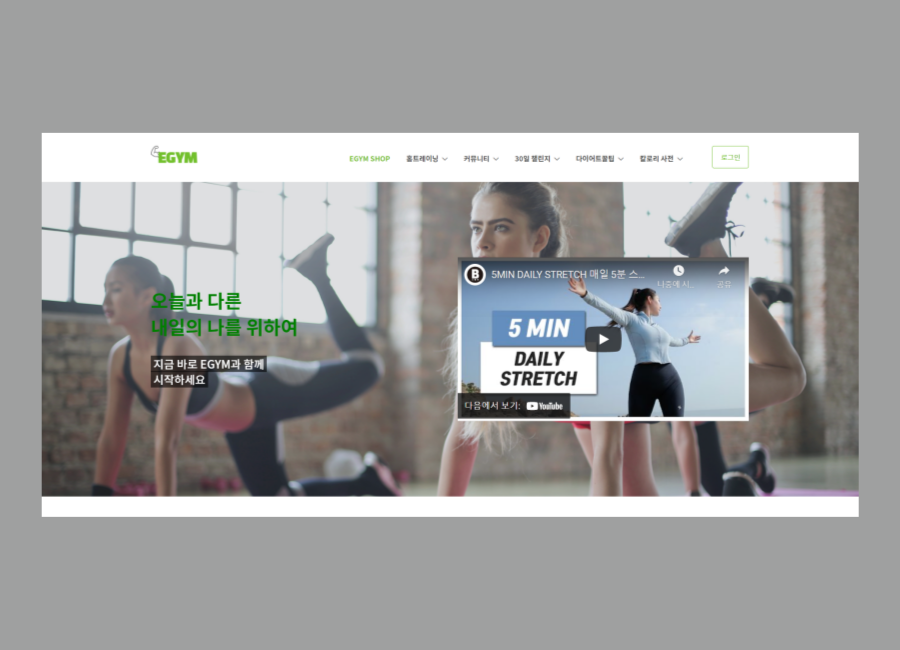 EGYM
EGYM SHOP 홈트레이닝 커뮤니티 30일 챌린지 다이어트꿀팁 칼로리 사전 로그인
오늘과 다른
내일의 나를 위하여
지금 바로 EGYM과 함께
시작하세요
B 5MIN DAILY STRETCH 매일 5분 스...
나중에 시... 공유
5 MIN
DAILY
STRETCH
다음에서 보기: YouTube